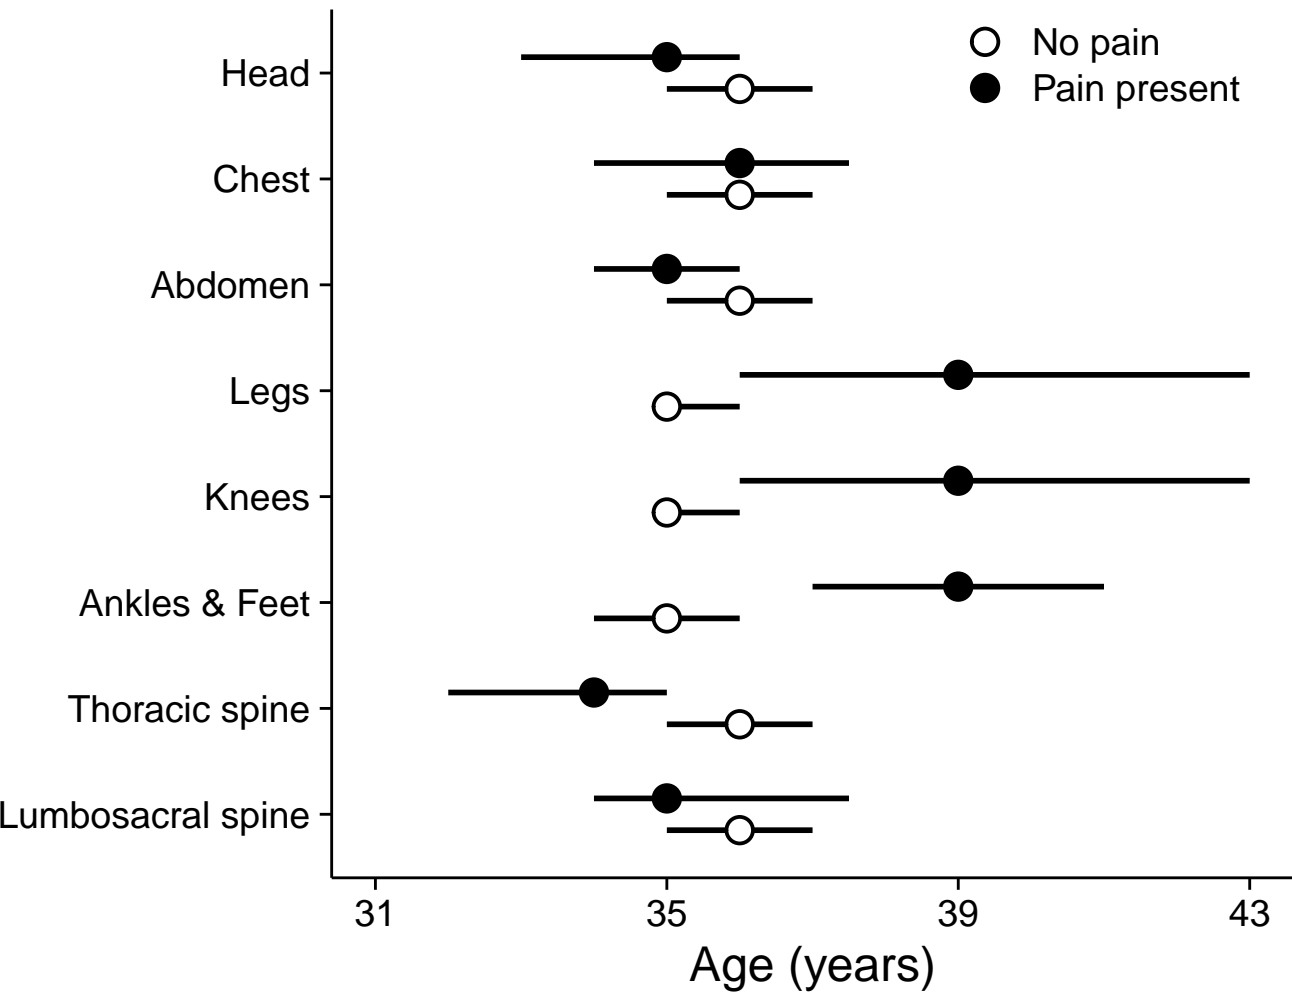 No pain
Pain present
Head
Chest
Abdomen
Legs
Knees
Ankles & Feet
Thoracic spine
Lumbosacral spine
31 35 39 43
Age (years)